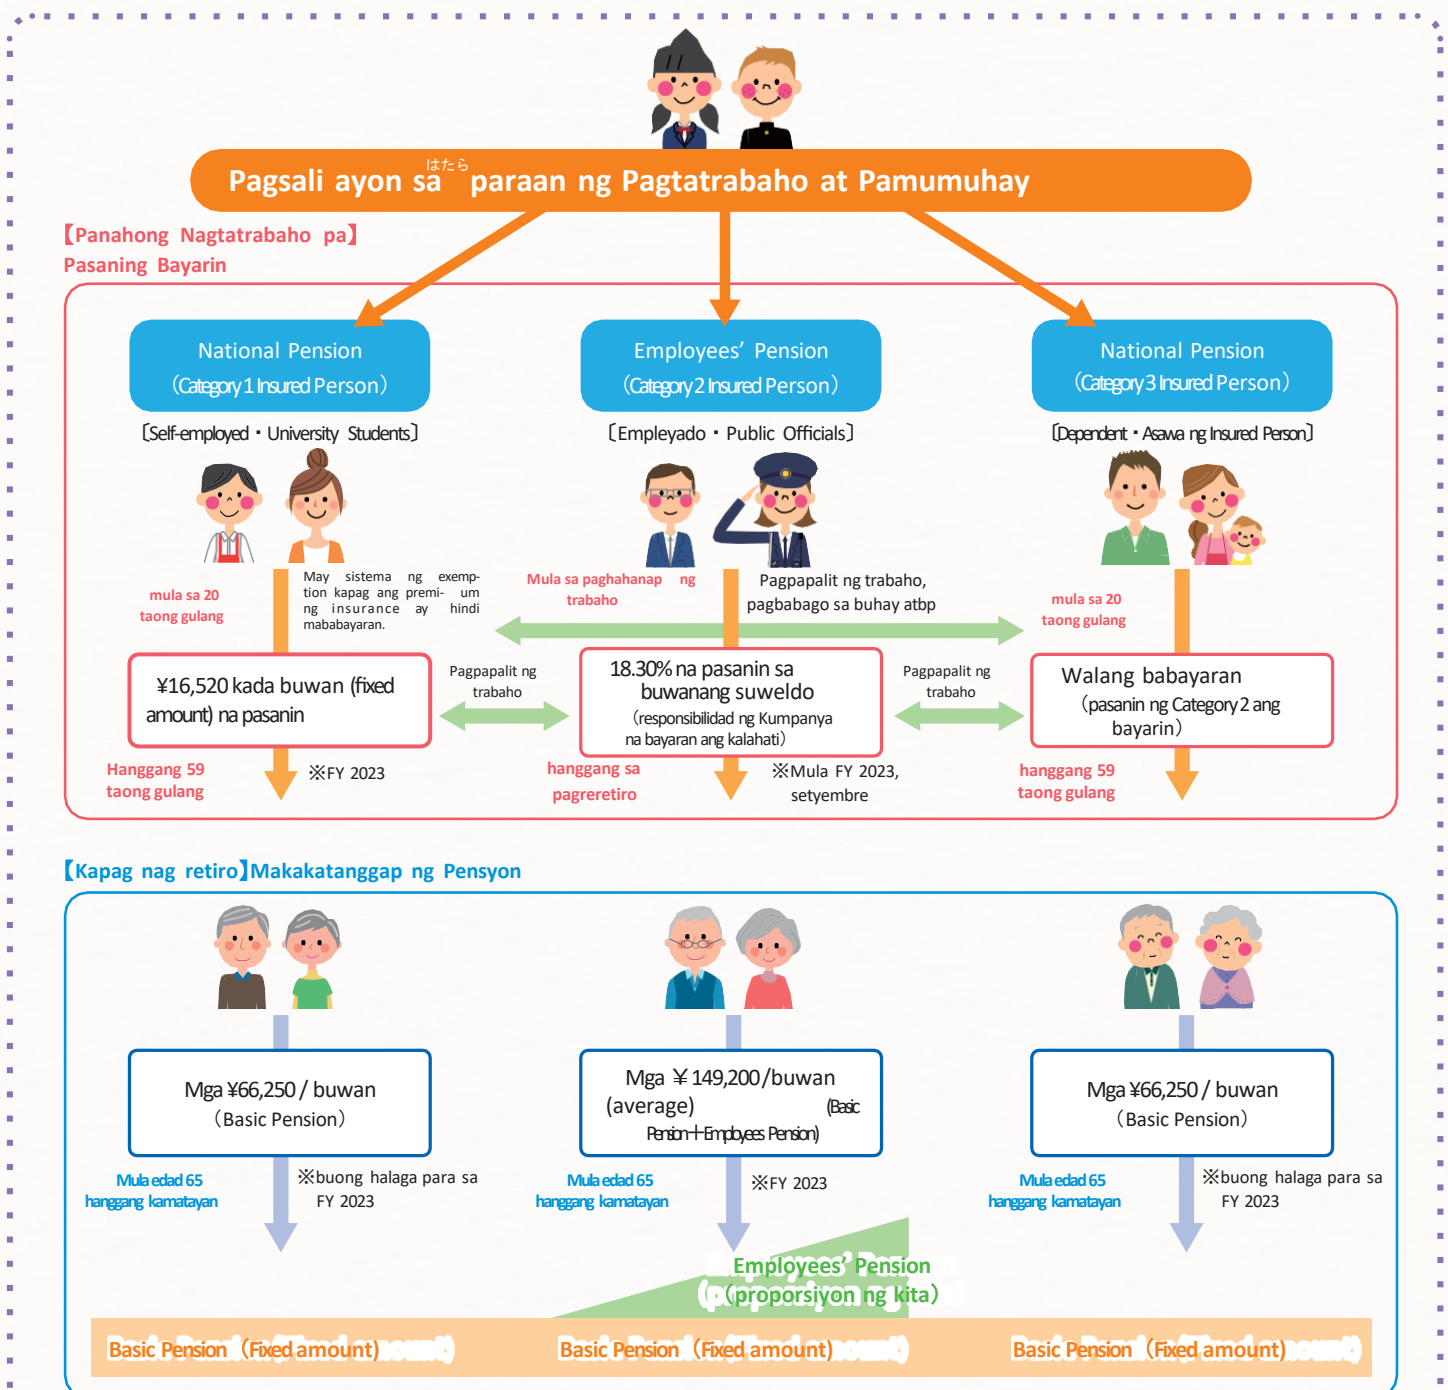 はたら
Pagsali ayon sa paraan ng Pagtatrabaho at Pamumuhay
【Panahong Nagtatrabaho pa】
Pasaning Bayarin
National Pension
（Category 1 Insured Person）
〔Self-employed・University Students〕
Employees’ Pension
（Category 2 Insured Person）
〔Empleyado・Public Officials〕
National Pension
（Category 3 Insured Person）
〔Dependent・Asawa ng Insured Person〕
mula sa 20
taong gulang
May sistema ng exemp-
tion kapag ang premi- um
ng insurance ay hindi
mababayaran.
Mula sa paghahanap ng
trabaho
Pagpapalit ng trabaho,
pagbabago sa buhay atbp
mula sa 20
taong gulang
¥16,520 kada buwan (fixed
amount) na pasanin
Pagpapalit ng
trabaho
18.30% na pasanin sa
buwanang suweldo
（responsibilidad ng Kumpanya
na bayaran ang kalahati）
Pagpapalit ng
trabaho
Walang babayaran
（pasanin ng Category 2 ang
bayarin）
Hanggang 59
taong gulang
※FY 2023
hanggang sa
pagreretiro
※Mula FY 2023,
setyembre
hanggang 59
taong gulang
【Kapag nag retiro】Makakatanggap ng Pensyon
Mga ¥66,250 / buwan
（Basic Pension）
Mga ￥149,200/buwan
(average) (Basic
Pension＋Employees Pension)
Mga ¥66,250 / buwan
（Basic Pension）
Mula edad 65
hanggang kamatayan
※buong halaga para sa
FY 2023
Mula edad 65
hanggang kamatayan
※FY 2023
Mula edad 65
hanggang kamatayan
※buong halaga para sa
FY 2023
Employees’ Pension
（proporsiyon ng kita）
Basic Pension（Fixed amount)
Basic Pension（Fixed amount)
Basic Pension（Fixed amount)